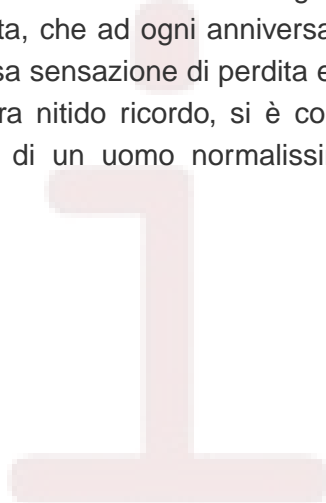 ta, che ad ogni anniversa
sa sensazione di perdita e
ra nitido ricordo, si è co
di un uomo normalissi